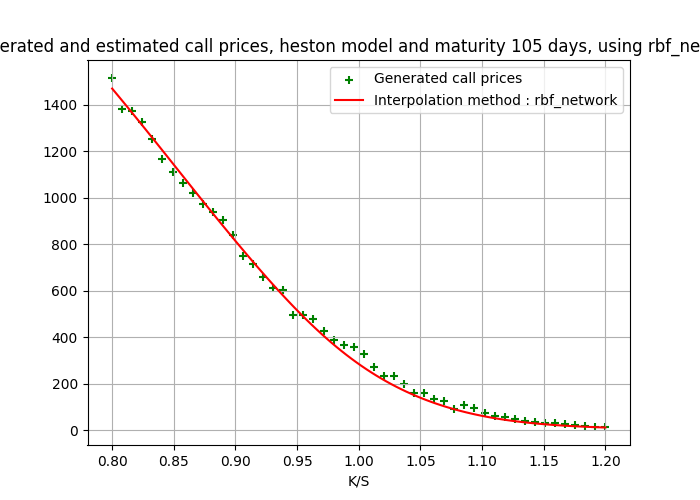 erated and estimated call prices, heston model and maturity 105 days, using rbf_ne
Generated call prices
Interpolation method : rbf_network
1400
1200
1000
800
600
400
200
0
0.80 0.85 0.90 0.95 1.00 1.05 1.10 1.15 1.20
K/S